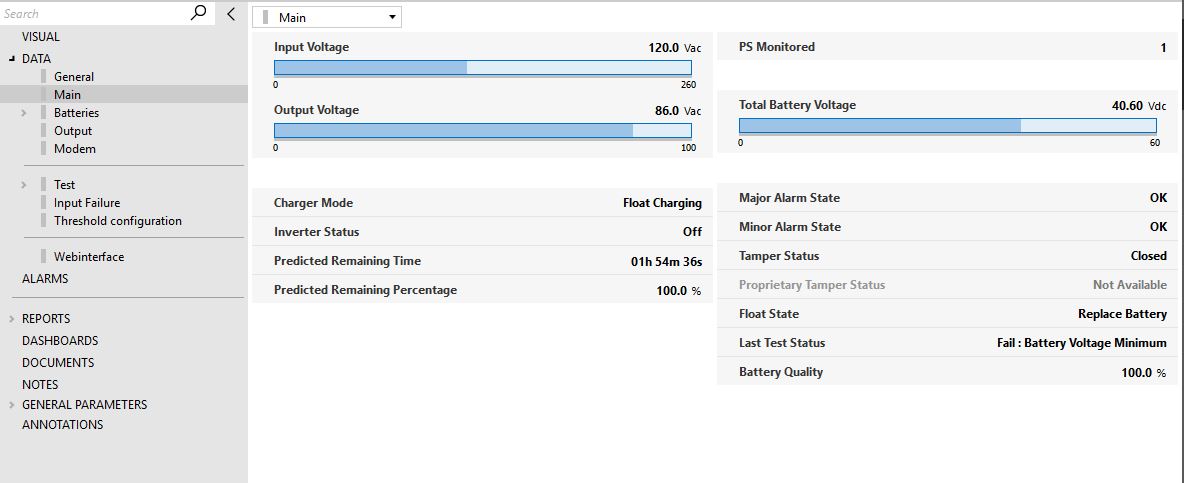 Search
VISUAL
DATA
General
Main
Batteries
Output
Modem
Test
Input Failure
Threshold configuration
Webinterface
ALARMS
REPORTS
DASHBOARDS
DOCUMENTS
NOTES
GENERAL PARAMETERS
ANNOTATIONS
Main
Input Voltage 120.0 Vac
0 260
Output Voltage 86.0 Vac
0 100
Charger Mode Float Charging
Inverter Status Off
Predicted Remaining Time 01h 54m 36s
Predicted Remaining Percentage 100.0 %
PS Monitored 1
Total Battery Voltage 40.60 Vdc
0 60
Major Alarm State OK
Minor Alarm State OK
Tamper Status Closed
Proprietary Tamper Status Not Available
Float State Replace Battery
Last Test Status Fail : Battery Voltage Minimum
Battery Quality 100.0 %